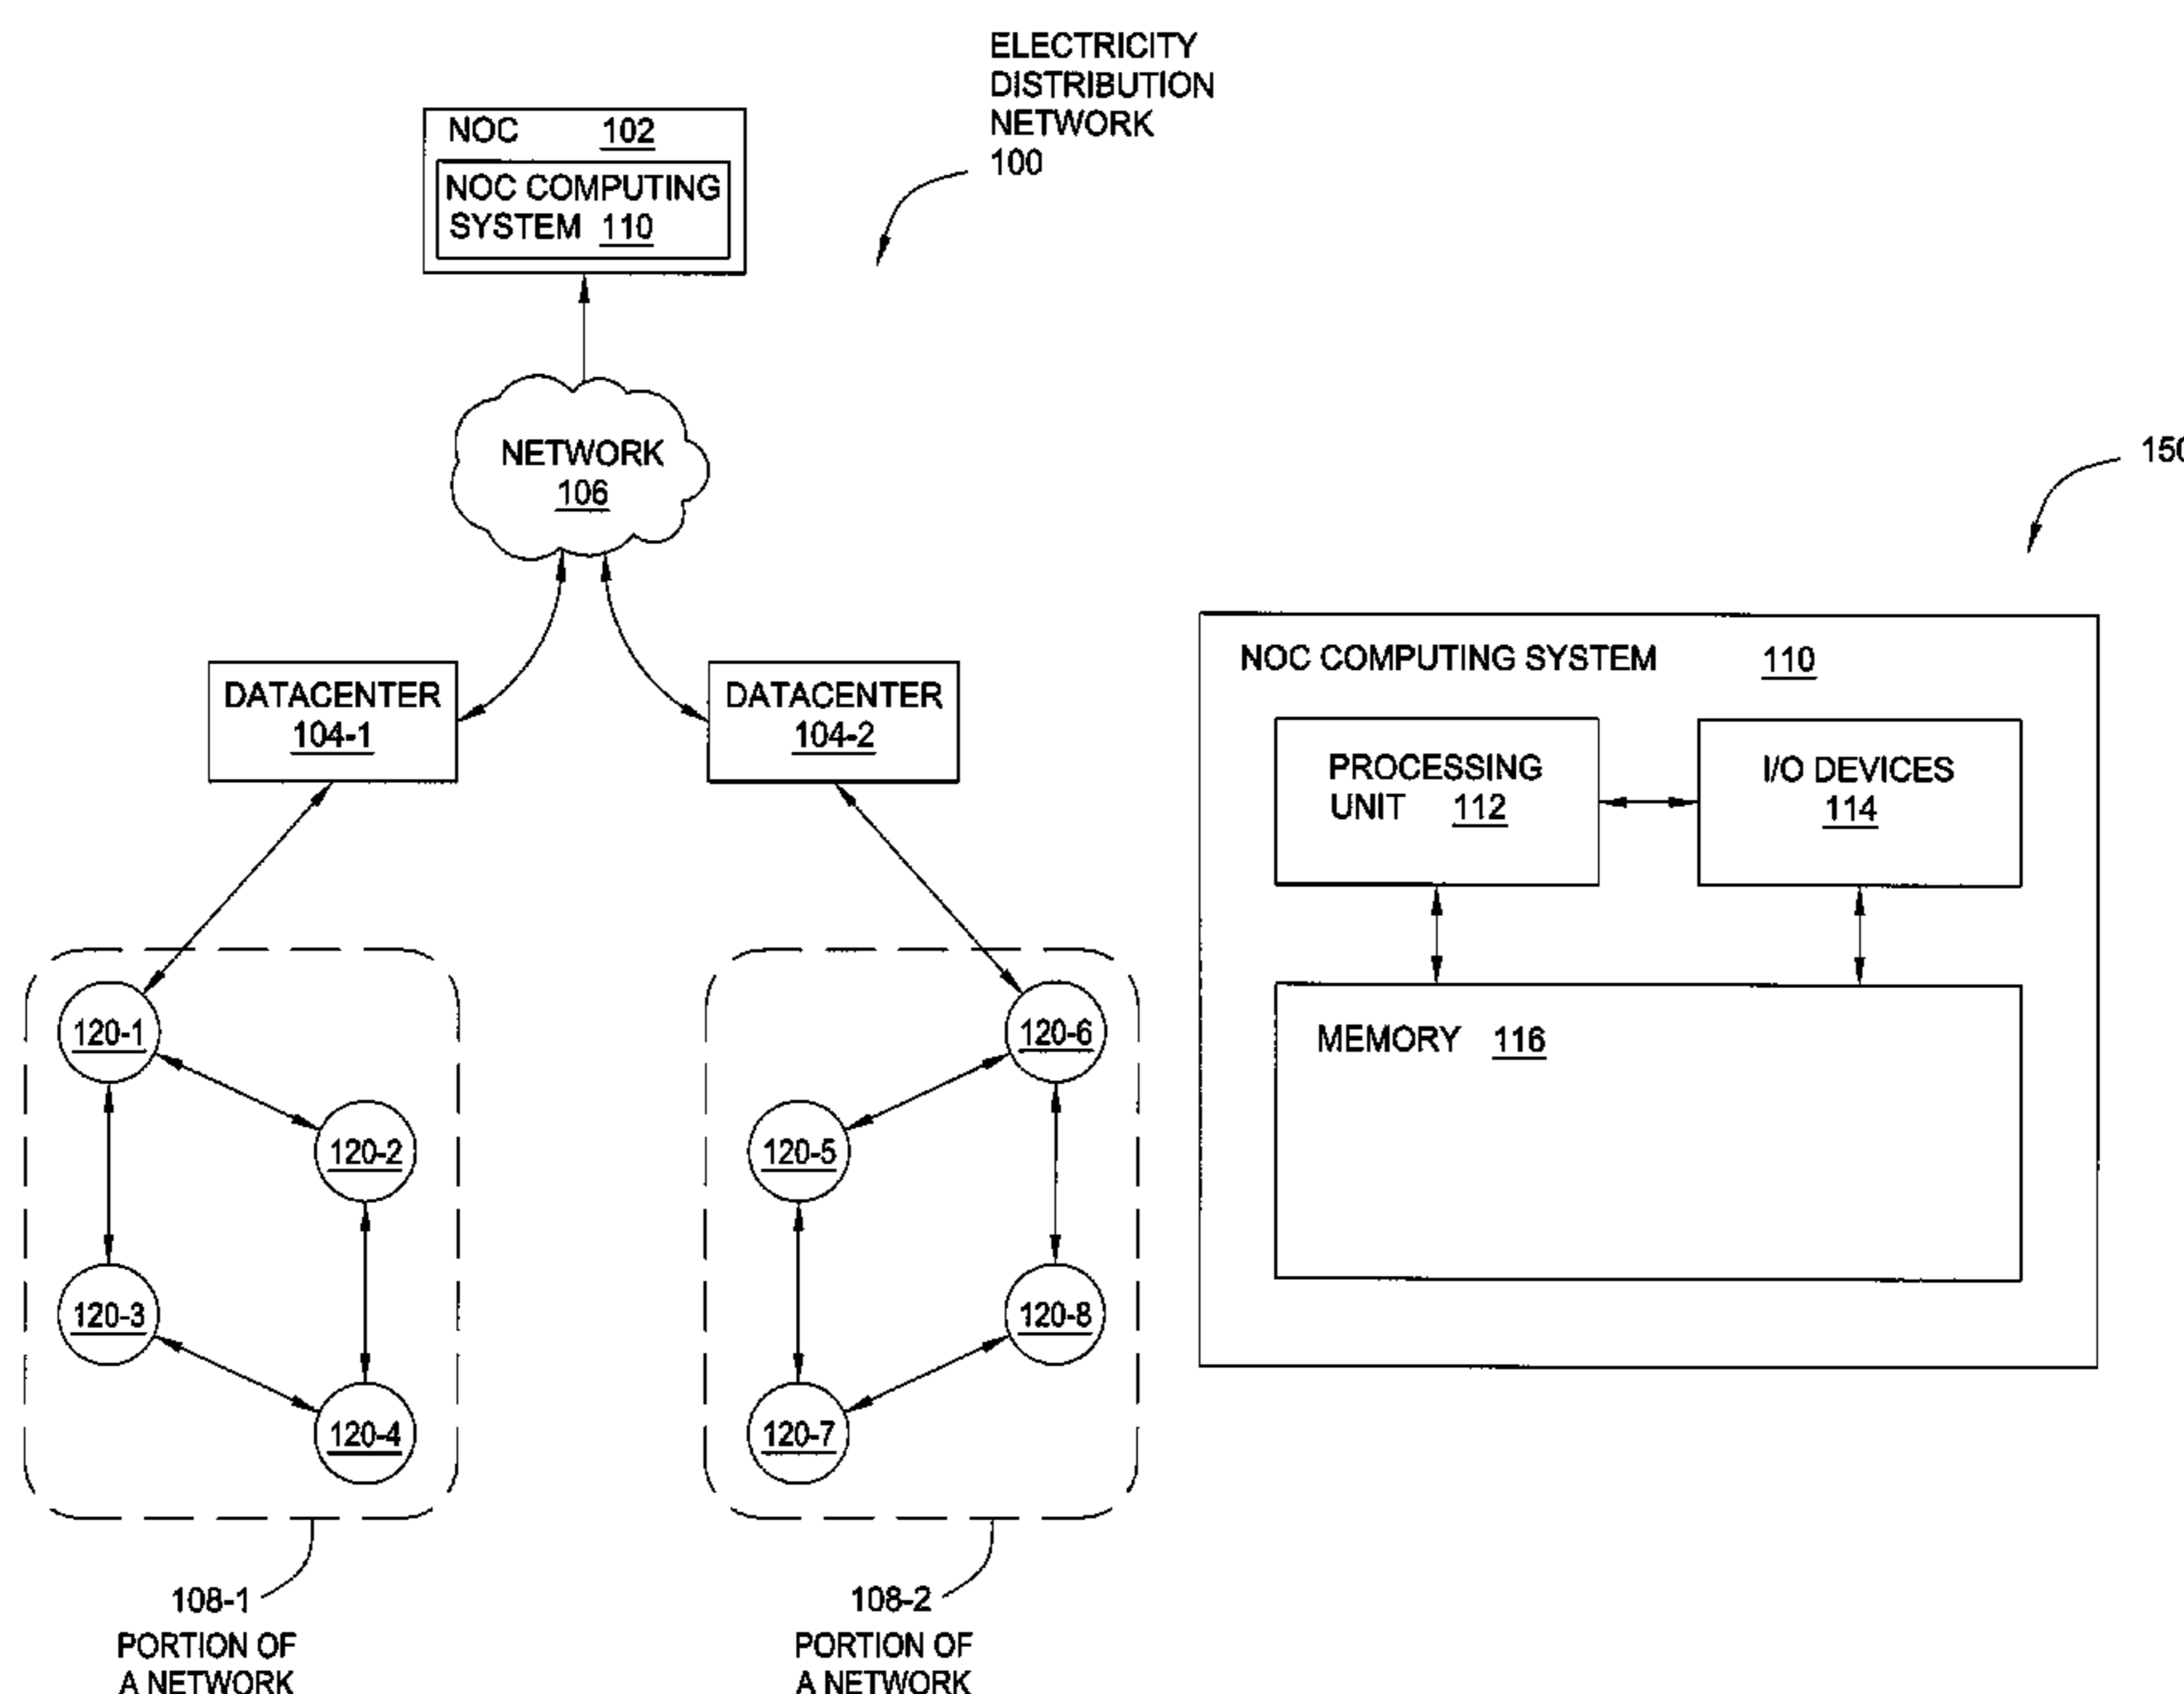 ELECTRICITY
DISTRIBUTION
NETWORK
100
NOC 102
NOC COMPUTING
SYSTEM 110
NETWORK
106
DATACENTER
104-1
DATACENTER
104-2
120-1
120-2
120-3
120-4
120-6
120-5
120-8
120-7
108-1
PORTION OF
A NETWORK
108-2
PORTION OF
A NETWORK
150
NOC COMPUTING SYSTEM 110
PROCESSING
UNIT 112
I/O DEVICES
114
MEMORY 116